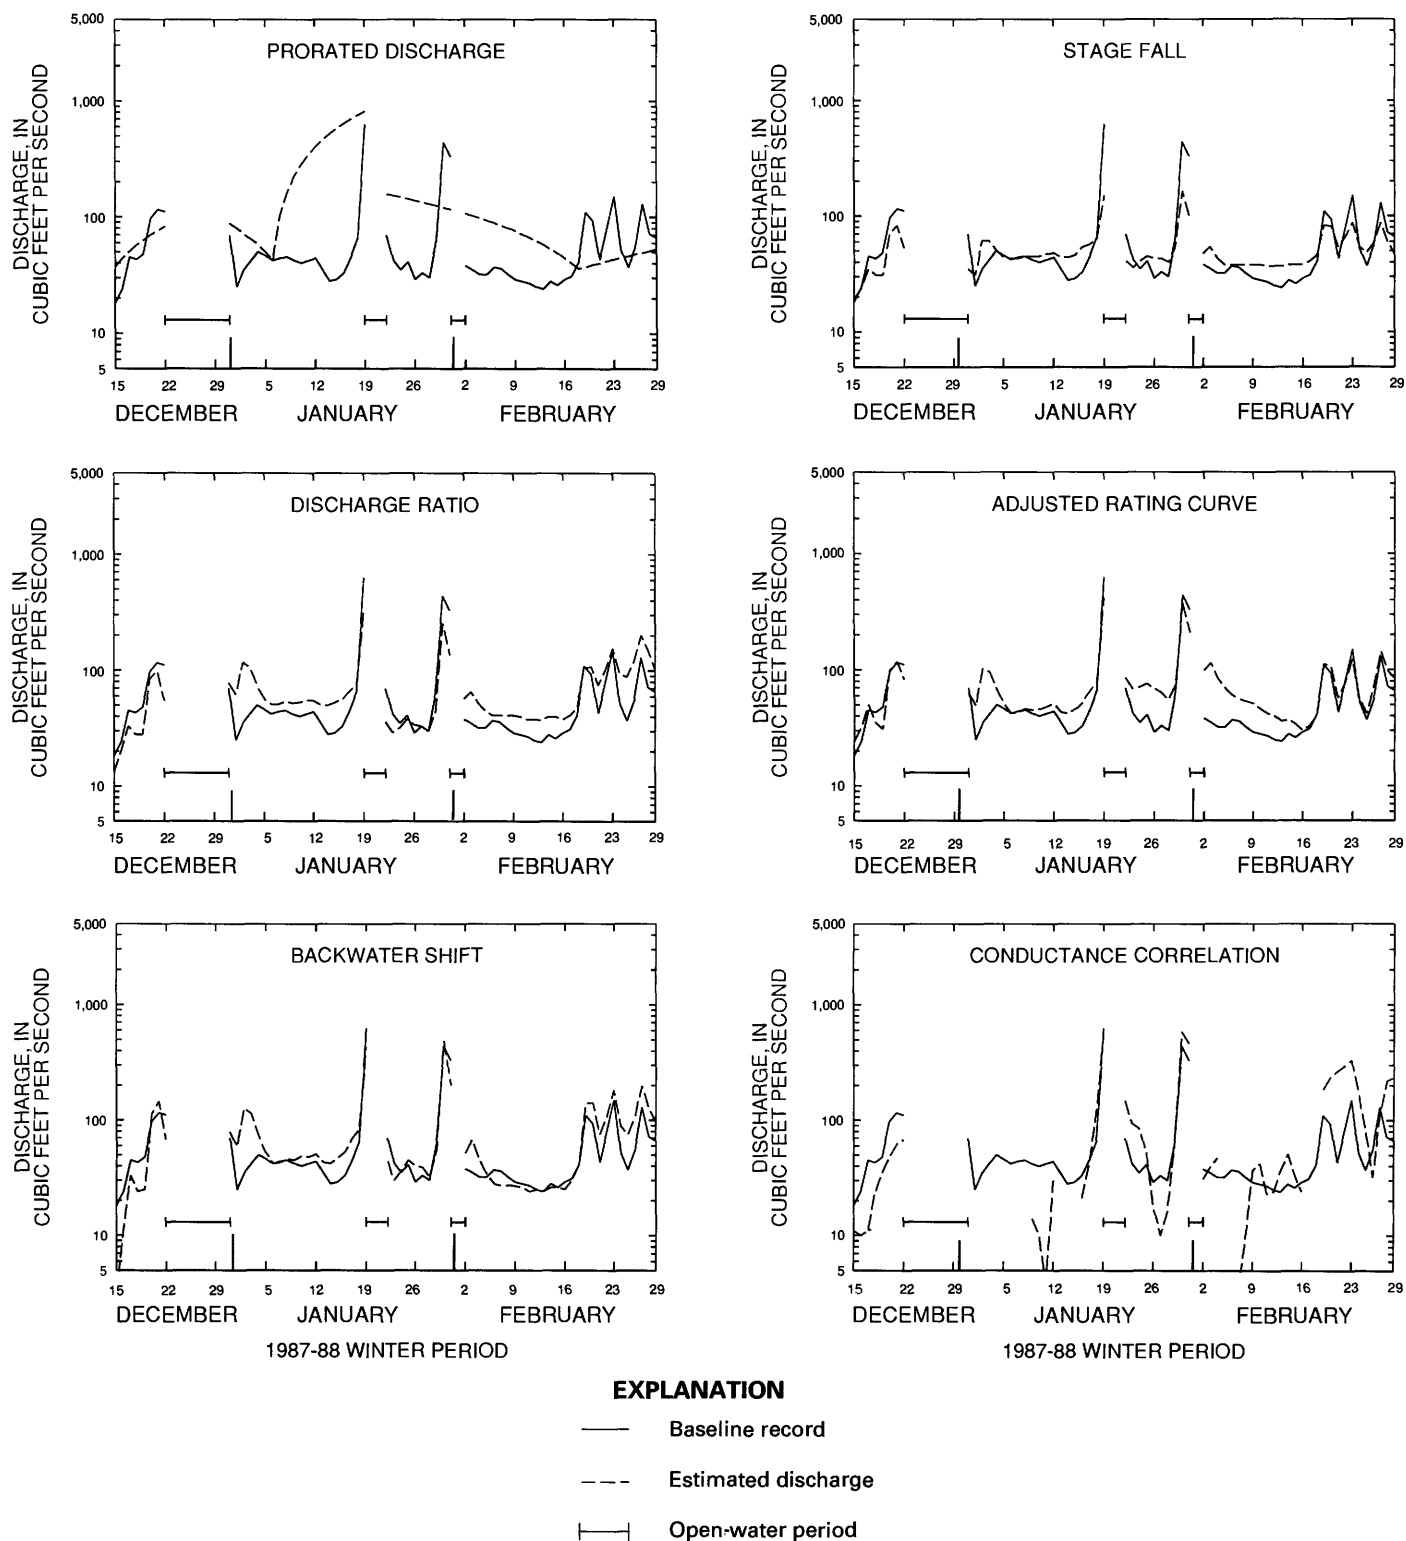 PRORATED DISCHARGE
DISCHARGE, IN
CUBIC FEET PER SECOND
5,000
1,000
100
10
5
15 22 29 5 12 19 26 2 9 16 23 29
DECEMBER JANUARY FEBRUARY
STAGE FALL
DISCHARGE, IN
CUBIC FEET PER SECOND
5,000
1,000
100
10
5
15 22 29 5 12 19 26 2 9 16 23 29
DECEMBER JANUARY FEBRUARY
DISCHARGE RATIO
DISCHARGE, IN
CUBIC FEET PER SECOND
5,000
1,000
100
10
5
15 22 29 5 12 19 26 2 9 16 23 29
DECEMBER JANUARY FEBRUARY
ADJUSTED RATING CURVE
DISCHARGE, IN
CUBIC FEET PER SECOND
5,000
1,000
100
10
5
15 22 29 5 12 19 26 2 9 16 23 29
DECEMBER JANUARY FEBRUARY
BACKWATER SHIFT
DISCHARGE, IN
CUBIC FEET PER SECOND
5,000
1,000
100
10
5
15 22 29 5 12 19 26 2 9 16 23 29
DECEMBER JANUARY FEBRUARY
1987-88 WINTER PERIOD
CONDUCTANCE CORRELATION
DISCHARGE, IN
CUBIC FEET PER SECOND
5,000
1,000
100
10
5
15 22 29 5 12 19 26 2 9 16 23 29
DECEMBER JANUARY FEBRUARY
1987-88 WINTER PERIOD
EXPLANATION
Baseline record
Estimated discharge
Open-water period